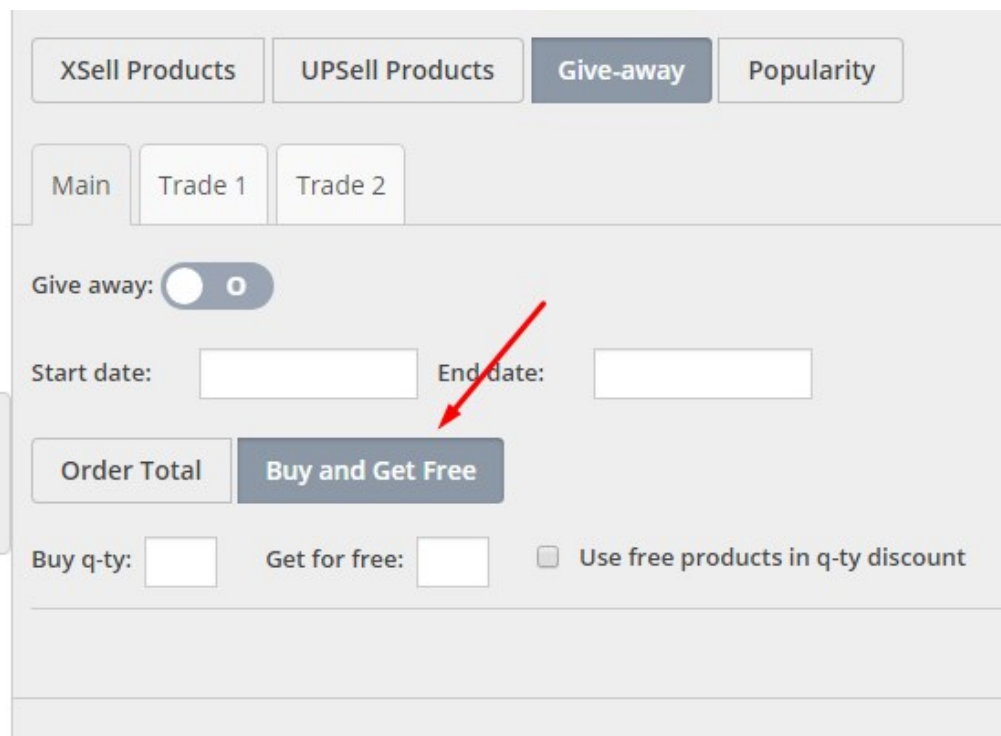 XSell Products UPSell Products Give-away Popularity
Main Trade 1 Trade 2
Give away: O
Start date: End date:
Order Total Buy and Get Free
Buy q-ty: Get for free: Use free products in q-ty discount